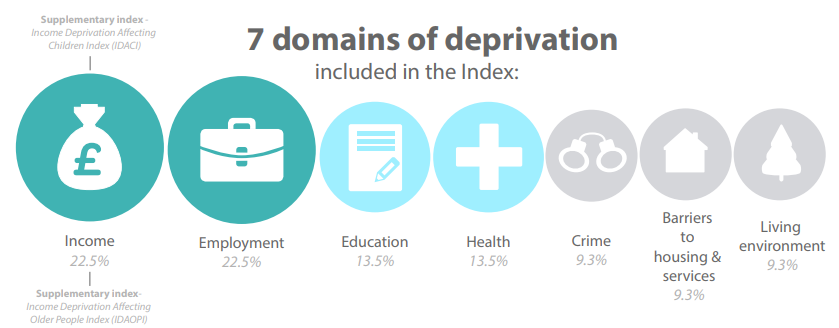 Supplementary index -
Income Deprivation Affecting
Children Index (IDACI)
7 domains of deprivation
included in the Index:
£
Income
22.5%
Employment
22.5%
Education
13.5%
Health
13.5%
Crime
9.3%
Barriers
to
housing &
services
9.3%
Living
environment
9.3%
Supplementary index-
Income Deprivation Affecting
Older People Index (IDAOPI)